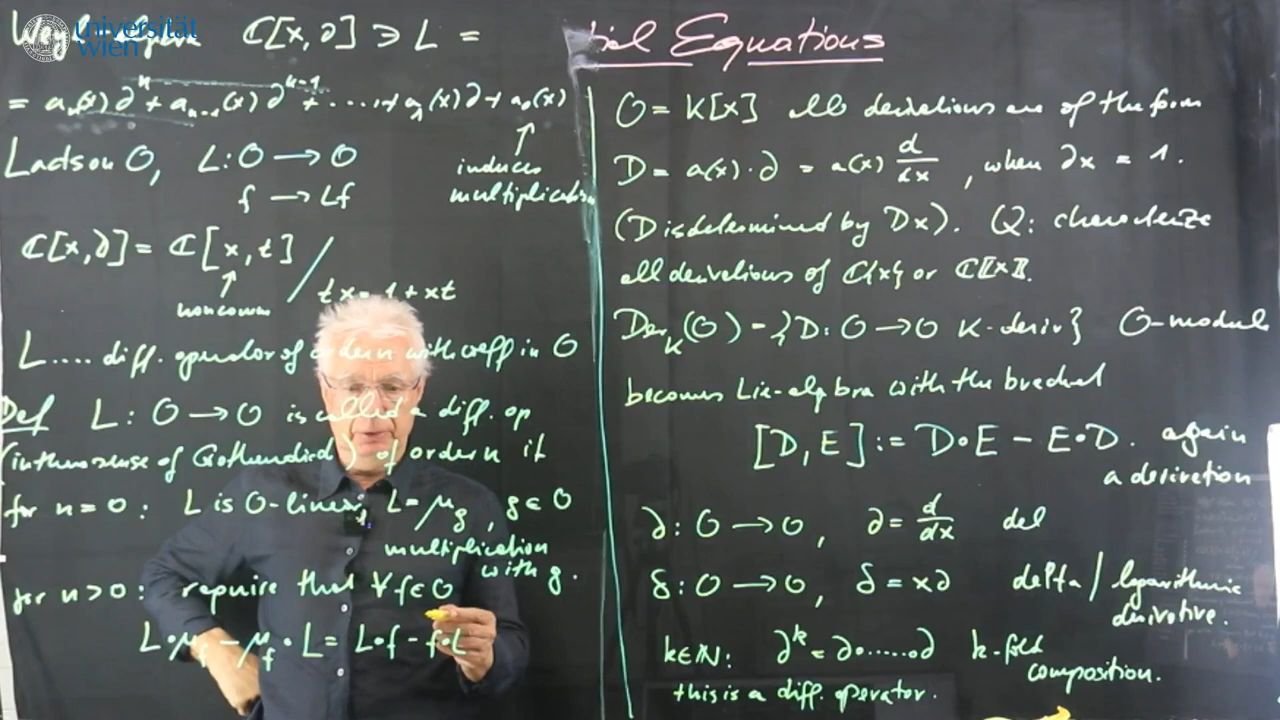 Weyl algebra ℂ[x,∂] ∋ L =
= aₙ(x)∂ⁿ + aₙ₋₁(x)∂ⁿ⁻¹ + ..... + a₁(x)∂ + a₀(x)
↑
induces
multiplication
L acts on O, L: O → O
f → Lf
ℂ[x,∂] = ℂ[x,t] /
↑
noncomm
tx = 1 + xt
L .... diff. operator of order n with coeff in O
Def L: O → O is called a diff. op
(in the sense of Grothendieck) of order n if
for n = 0: L is O-linear, L = μ_g, g ∈ O
multiplication
with g.
for n > 0: require that ∀ f ∈ O
L∘μ_f − μ_f∘L = L∘f − f∘L
tial Equations
O = K[x] all derivations are of the form
D = a(x)·∂ = a(x) d/dx, when ∂x = 1.
(D is determined by Dx). Q: characterize
all derivations of ℂ{x} or ℂ[[x]].
Der_K(O) = {D: O → O K-deriv} O-module
becomes Lie-algebra with the bracket
[D,E] := D∘E − E∘D. again
a derivation
∂: O → O, ∂ = d/dx del
δ: O → O, δ = x∂ delta / logarithmic
derivative.
k ∈ ℕ: ∂ᵏ = ∂∘......∘∂ k-fold
composition.
this is a diff. operator.
universität
wien